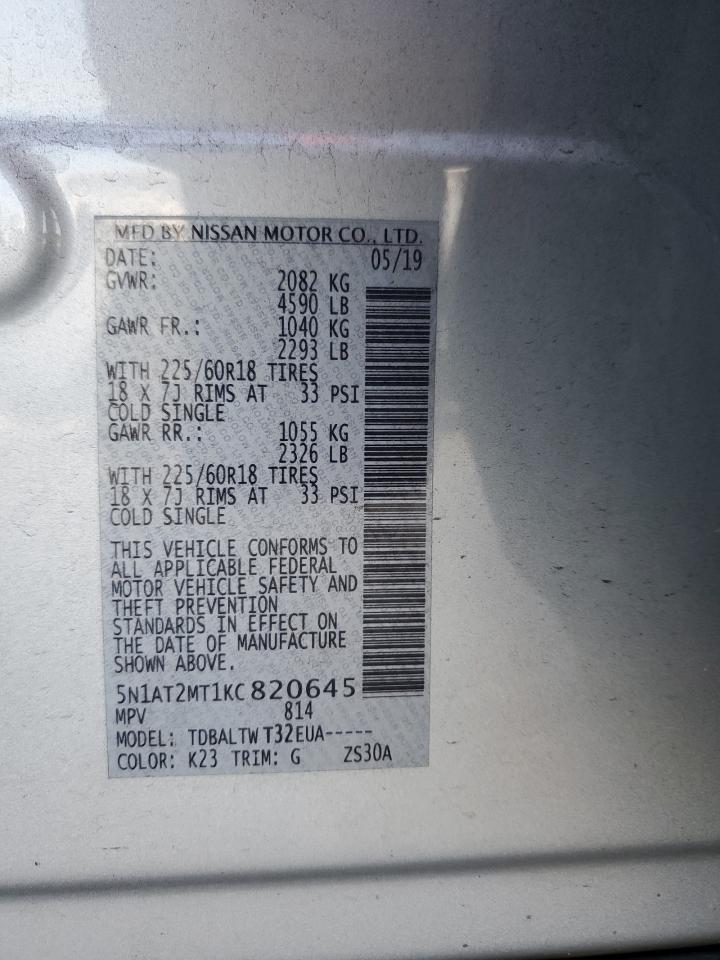 MFD BY NISSAN MOTOR CO., LTD.
DATE: 05/19
GVWR: 2082 KG
4590 LB
GAWR FR.: 1040 KG
2293 LB
WITH 225/60R18 TIRES
18 X 7J RIMS AT 33 PSI
COLD SINGLE
GAWR RR.: 1055 KG
2326 LB
WITH 225/60R18 TIRES
18 X 7J RIMS AT 33 PSI
COLD SINGLE
THIS VEHICLE CONFORMS TO
ALL APPLICABLE FEDERAL
MOTOR VEHICLE SAFETY AND
THEFT PREVENTION
STANDARDS IN EFFECT ON
THE DATE OF MANUFACTURE
SHOWN ABOVE.
5N1AT2MT1KC820645
MPV 814
MODEL: TDBALTWT32EUA-----
COLOR: K23 TRIM: G ZS30A